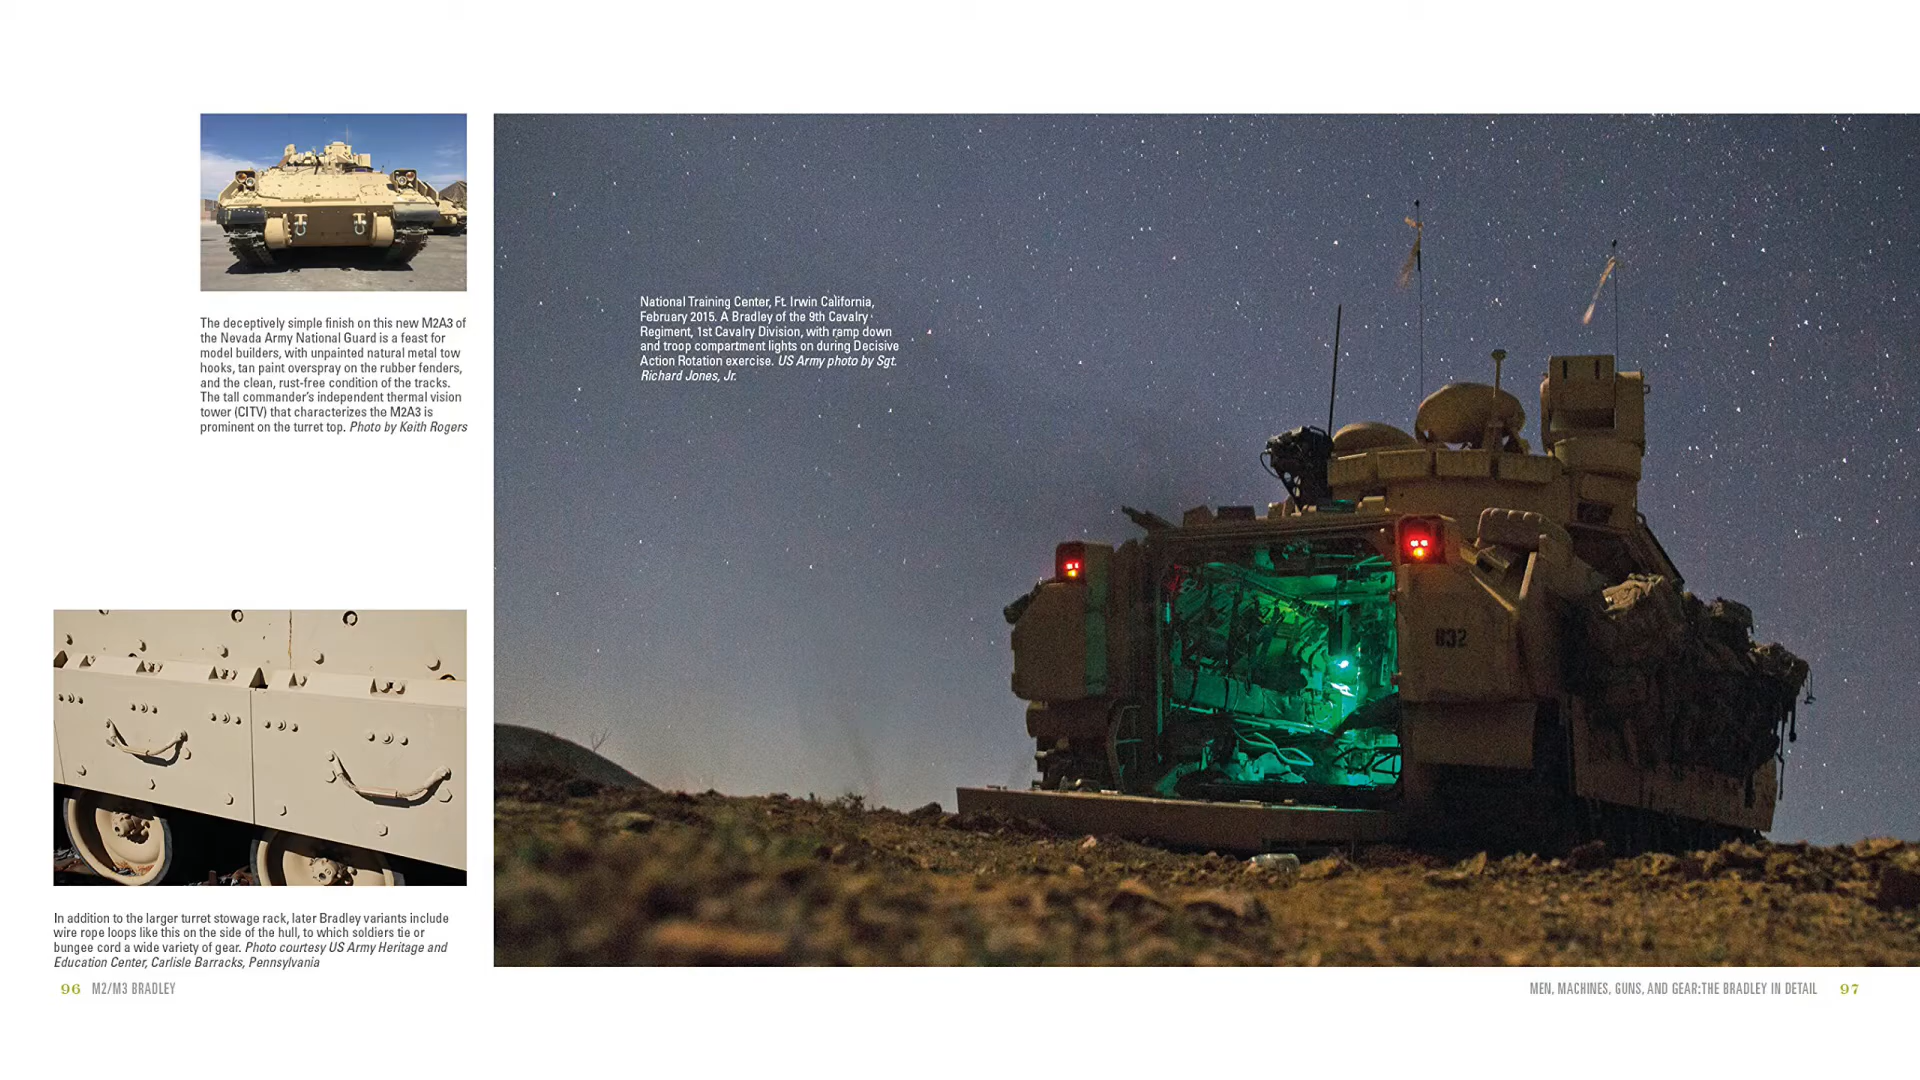 The deceptively simple finish on this new M2A3 of
the Nevada Army National Guard is a feast for
model builders, with unpainted natural metal tow
hooks, tan paint overspray on the rubber fenders,
and the clean, rust-free condition of the tracks.
The tall commander's independent thermal vision
tower (CITV) that characterizes the M2A3 is
prominent on the turret top. Photo by Keith Rogers
In addition to the larger turret stowage rack, later Bradley variants include
wire rope loops like this on the side of the hull, to which soldiers tie or
bungee cord a wide variety of gear. Photo courtesy US Army Heritage and
Education Center, Carlisle Barracks, Pennsylvania
96 M2/M3 BRADLEY
National Training Center, Ft. Irwin California,
February 2015. A Bradley of the 9th Cavalry
Regiment, 1st Cavalry Division, with ramp down
and troop compartment lights on during Decisive
Action Rotation exercise. US Army photo by Sgt.
Richard Jones, Jr.
B32
MEN, MACHINES, GUNS, AND GEAR:THE BRADLEY IN DETAIL 97